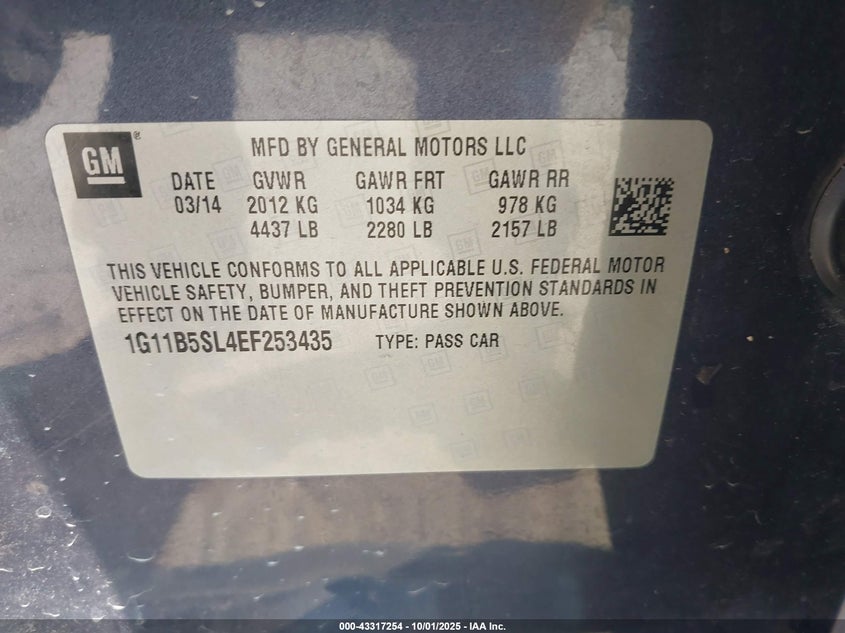 GM
®
MFD BY GENERAL MOTORS LLC
DATE GVWR GAWR FRT GAWR RR
03/14 2012 KG 1034 KG 978 KG
4437 LB 2280 LB 2157 LB
THIS VEHICLE CONFORMS TO ALL APPLICABLE U.S. FEDERAL MOTOR
VEHICLE SAFETY, BUMPER, AND THEFT PREVENTION STANDARDS IN
EFFECT ON THE DATE OF MANUFACTURE SHOWN ABOVE.
1G11B5SL4EF253435 TYPE: PASS CAR
000-43317254 - 10/01/2025 - IAA Inc.